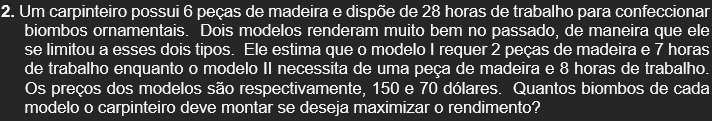 2. Um carpinteiro possui 6 peças de madeira e dispõe de 28 horas de trabalho para confeccionar
biombos ornamentais. Dois modelos renderam muito bem no passado, de maneira que ele
se limitou a esses dois tipos. Ele estima que o modelo I requer 2 peças de madeira e 7 horas
de trabalho enquanto o modelo II necessita de uma peça de madeira e 8 horas de trabalho.
Os preços dos modelos são respectivamente, 150 e 70 dólares. Quantos biombos de cada
modelo o carpinteiro deve montar se deseja maximizar o rendimento?